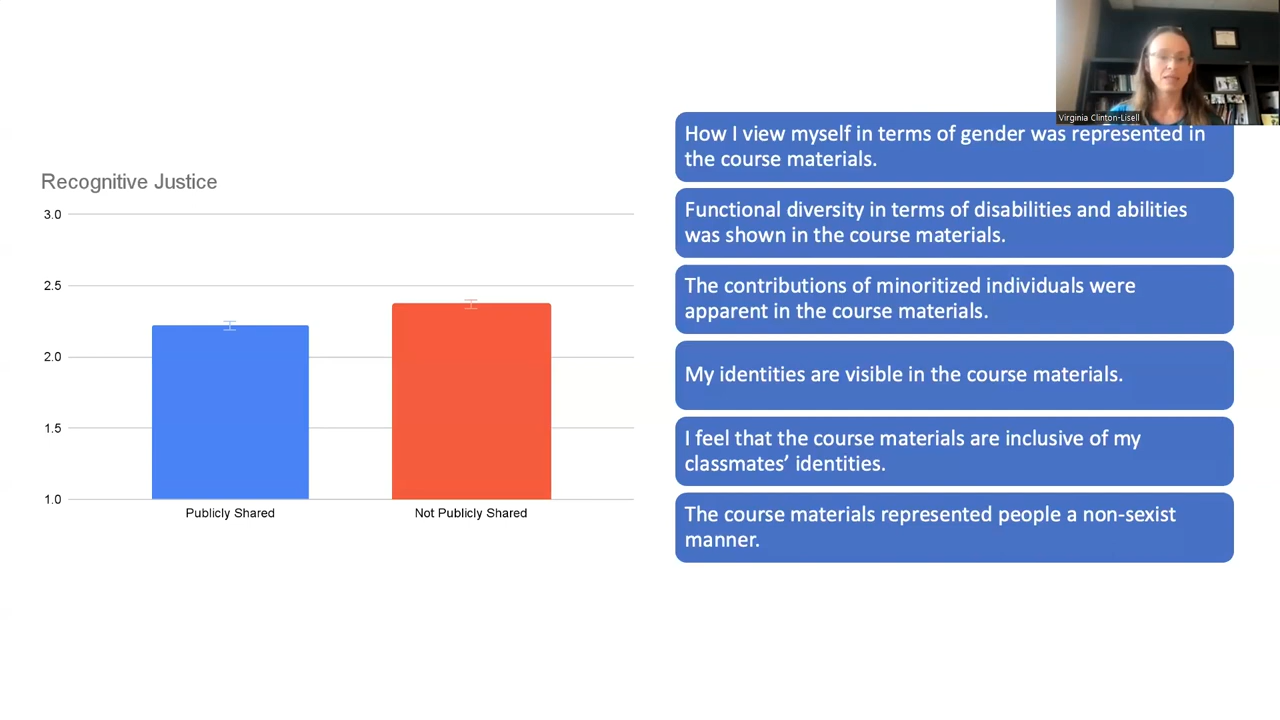 Virginia Clinton-Lisell
Recognitive Justice
3.0
2.5
2.0
1.5
1.0
Publicly Shared
Not Publicly Shared
How I view myself in terms of gender was represented in
the course materials.
Functional diversity in terms of disabilities and abilities
was shown in the course materials.
The contributions of minoritized individuals were
apparent in the course materials.
My identities are visible in the course materials.
I feel that the course materials are inclusive of my
classmates’ identities.
The course materials represented people a non-sexist
manner.